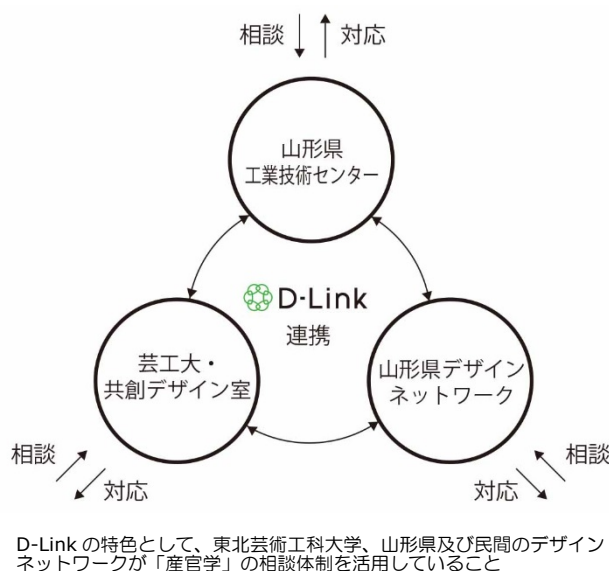 相談 対応
山形県
工業技術センター
D-Link
連携
芸工大・
共創デザイン室
山形県デザイン
ネットワーク
相談
対応
相談
対応
D-Link の特色として、東北芸術工科大学、山形県及び民間のデザイン
ネットワークが「産官学」の相談体制を活用していること